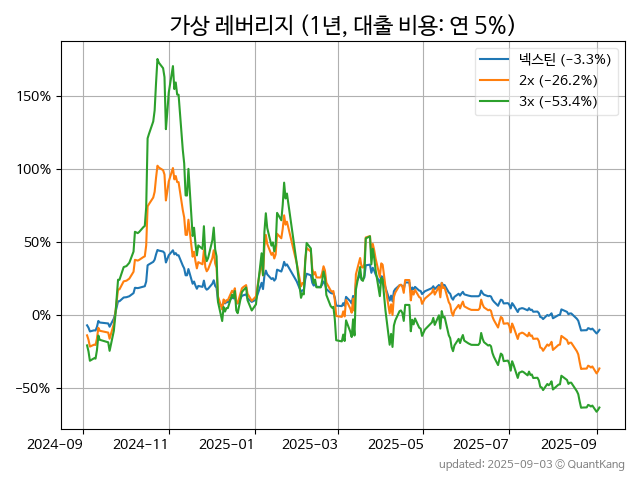 가상 레버리지 (1년, 대출 비용: 연 5%)
넥스틴 (−3.3%)
2x (−26.2%)
3x (−53.4%)
150%
100%
50%
0%
−50%
2024-09
2024-11
2025-01
2025-03
2025-05
2025-07
2025-09
updated: 2025-09-03 © QuantKang